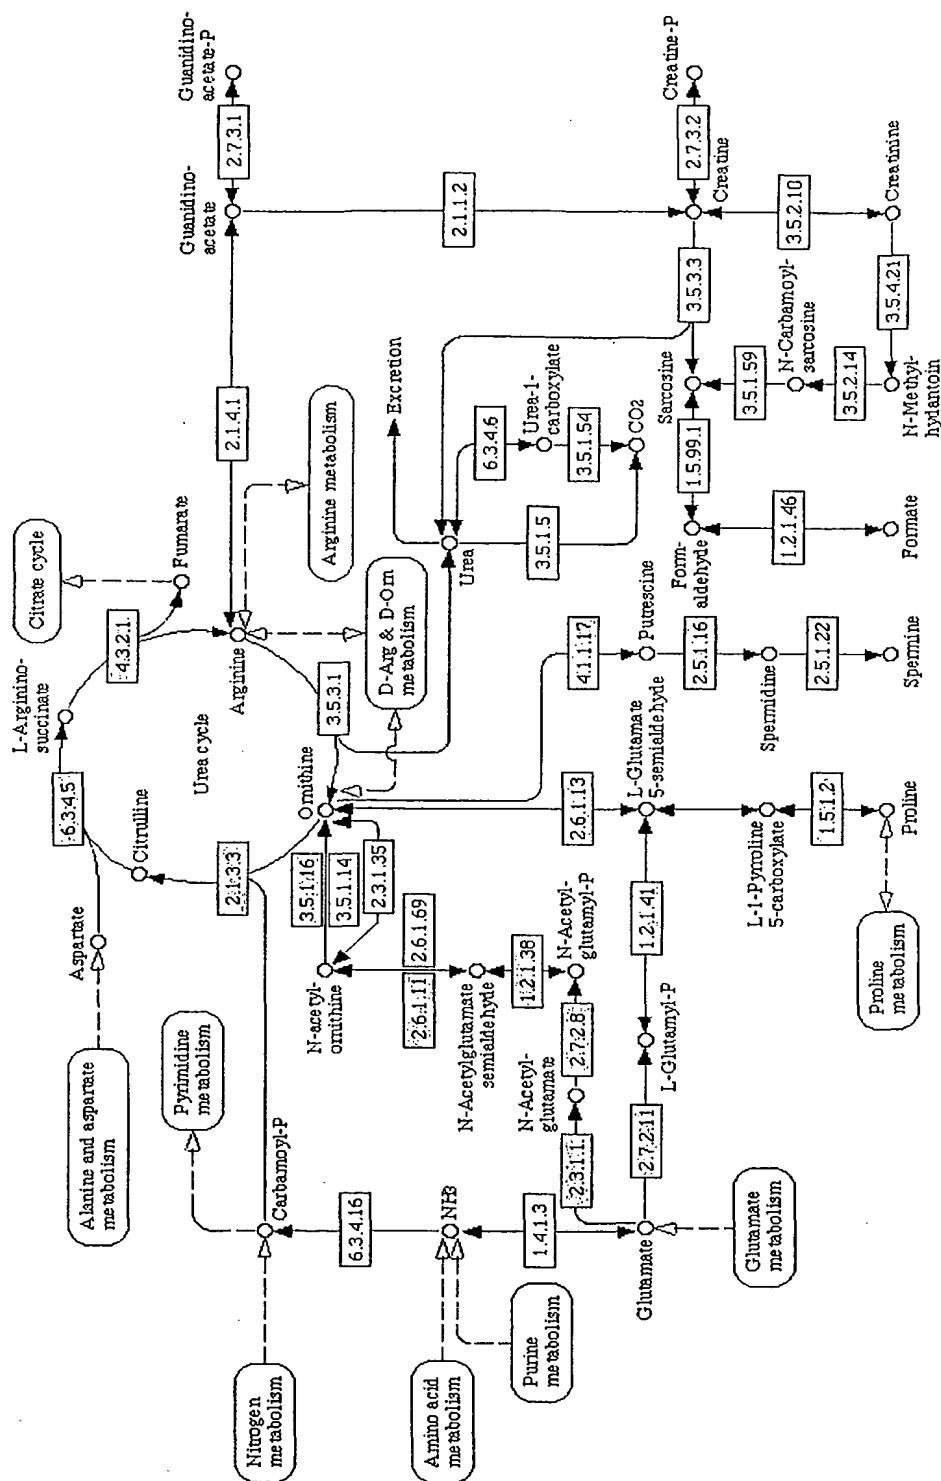 Alanine and aspartate
metabolism
Aspartate
6.3.4.5
L-Arginino-
succinate
Citrate cycle
4.3.2.1
Fumarate
Citrulline
Urea cycle
Pyrimidine
metabolism
2.1.3.3
Guanidino-
acetate
Guanidino-
acetate-P
Nitrogen
metabolism
Carbamoyl-P
Arginine
2.1.4.1
2.7.3.1
Ornithine
3.5.3.1
Arginine metabolism
3.5.1.16
3.5.1.14
N-acetyl-
ornithine
2.3.1.35
D-Arg & D-Orn
metabolism
Excretion
6.3.4.16
2.6.1.11
2.6.1.69
Amino acid
metabolism
NH3
Urea
2.1.1.2
N-Acetylglutamate
semialdehyde
6.3.4.6
Purine
metabolism
1.2.1.38
3.5.1.5
Urea-1-
carboxylate
1.4.1.3
N-Acetyl-
glutamate
N-Acetyl-
glutamyl-P
2.3.1.1
2.7.2.8
2.6.1.13
4.1.1.17
3.5.1.54
CO2
Glutamate
2.7.2.11
L-Glutamyl-P
1.2.1.41
L-Glutamate
5-semialdehyde
Putrescine
Sarcosine
Form-
aldehyde
1.5.99.1
3.5.3.3
Creatine
2.7.3.2
Creatine-P
Glutamate
metabolism
2.5.1.16
3.5.1.59
L-1-Pyrroline
5-carboxylate
Spermidine
1.2.1.46
N-Carbamoyl-
sarcosine
3.5.2.10
1.5.1.2
2.5.1.22
3.5.2.14
Proline
metabolism
Proline
Spermine
Formate
N-Methyl-
hydantoin
3.5.4.21
Creatinine